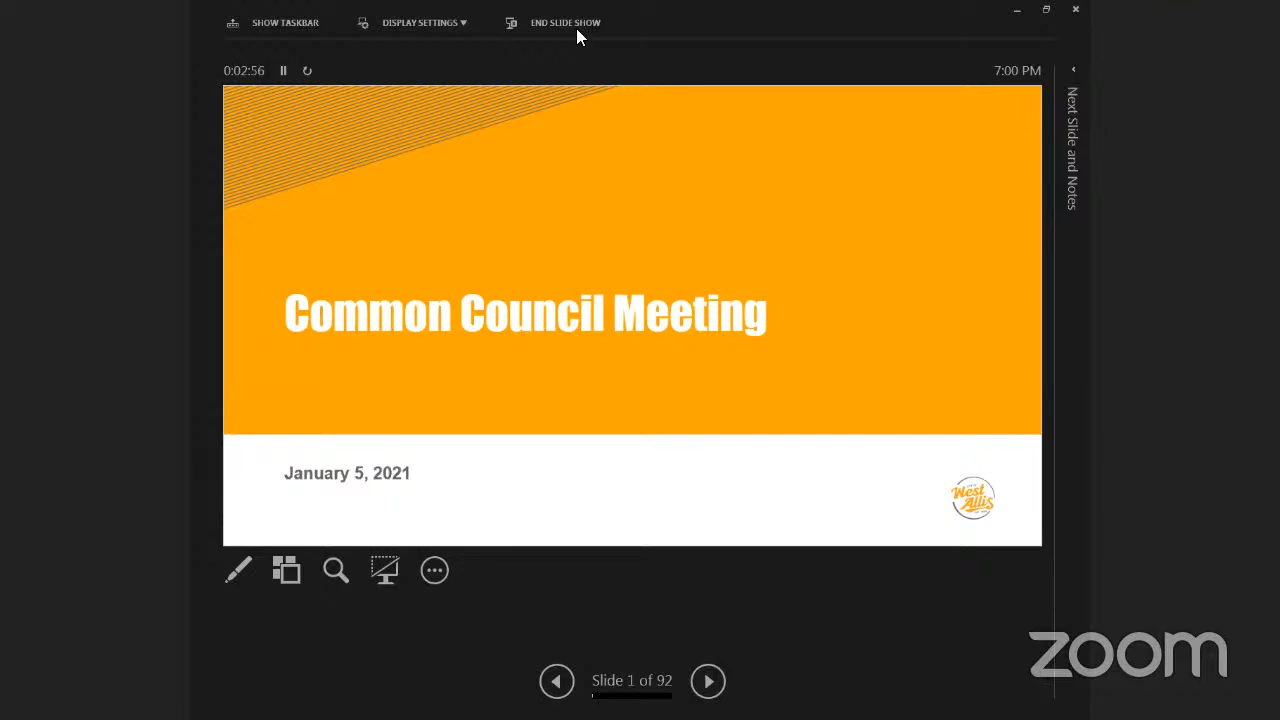 SHOW TASKBAR
DISPLAY SETTINGS ▼
END SLIDE SHOW
0:02:56
7:00 PM
Next Slide and Notes
Common Council Meeting
January 5, 2021
West
Allis
Slide 1 of 92
zoom